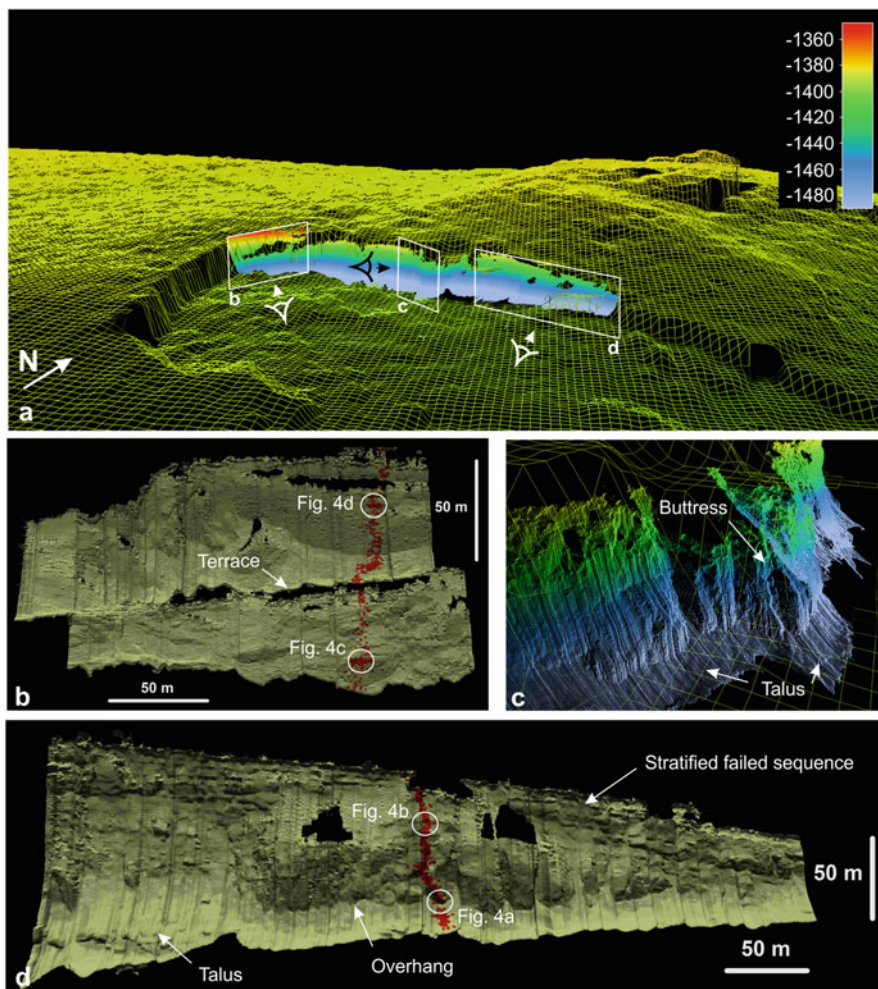 -1360
-1380
-1400
-1420
-1440
-1460
-1480
b
c
d
N
a
Fig. 4d
50 m
Terrace
Fig. 4c
50 m
b
Buttress
Talus
c
Stratified failed sequence
Fig. 4b
50 m
Fig. 4a
Talus
Overhang
50 m
d